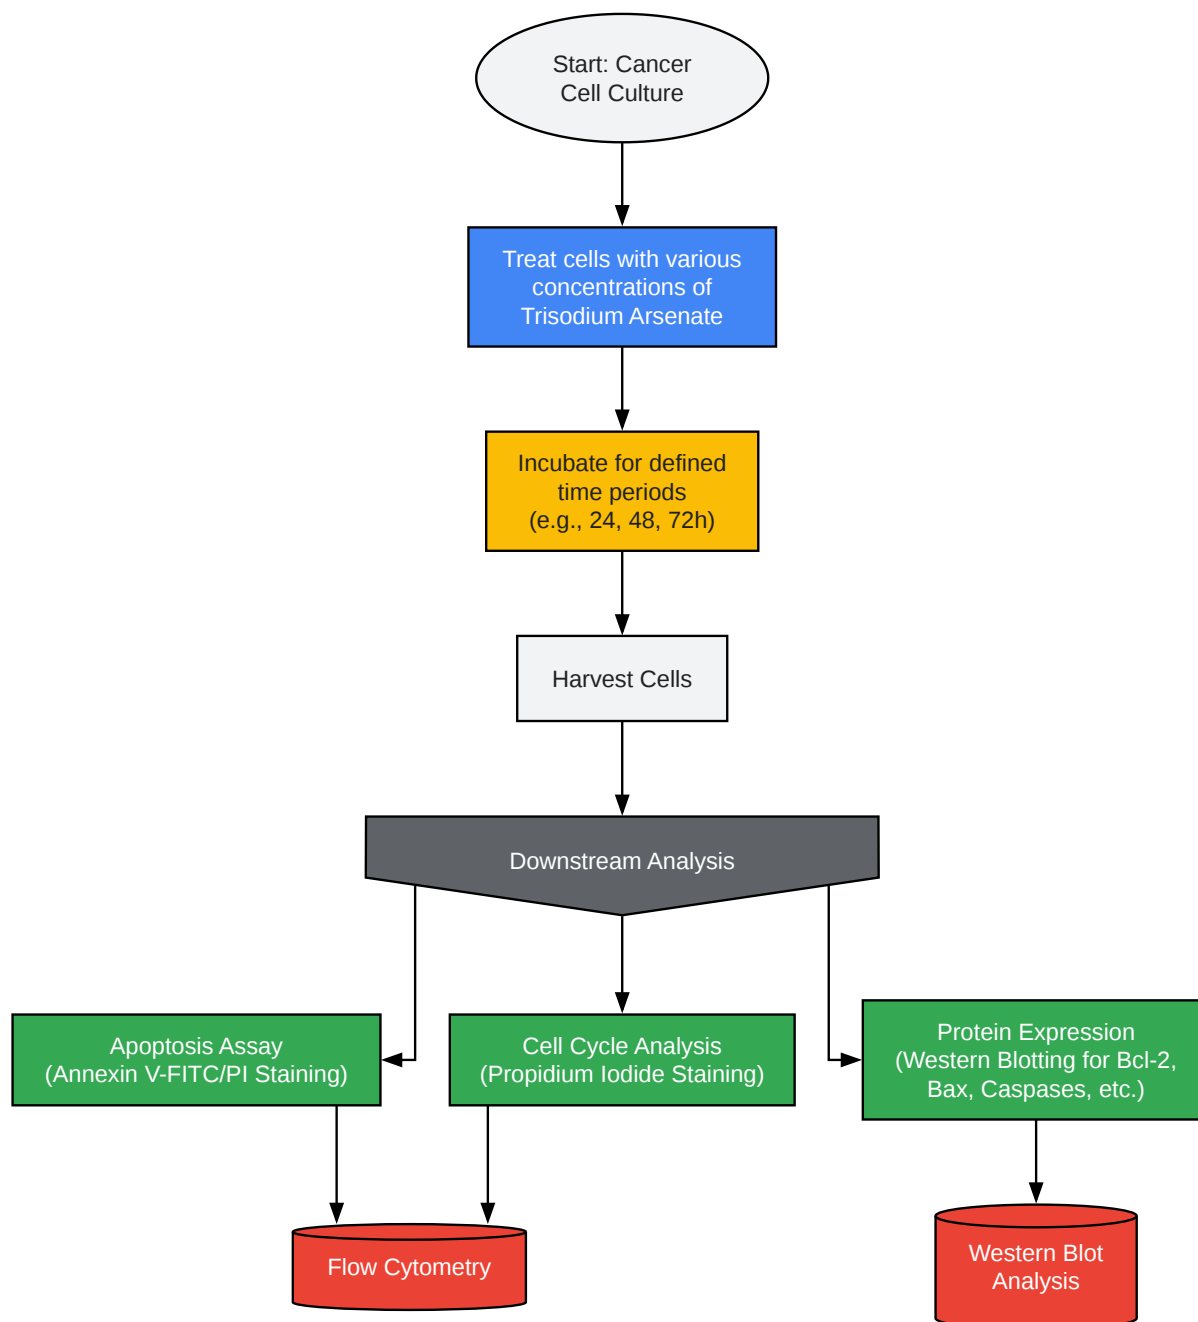 Start: Cancer
Cell Culture
Treat cells with various
concentrations of
Trisodium Arsenate
Incubate for defined
time periods
(e.g., 24, 48, 72h)
Harvest Cells
Downstream Analysis
Apoptosis Assay
(Annexin V-FITC/PI Staining)
Cell Cycle Analysis
(Propidium Iodide Staining)
Protein Expression
(Western Blotting for Bcl-2,
Bax, Caspases, etc.)
Flow Cytometry
Western Blot
Analysis